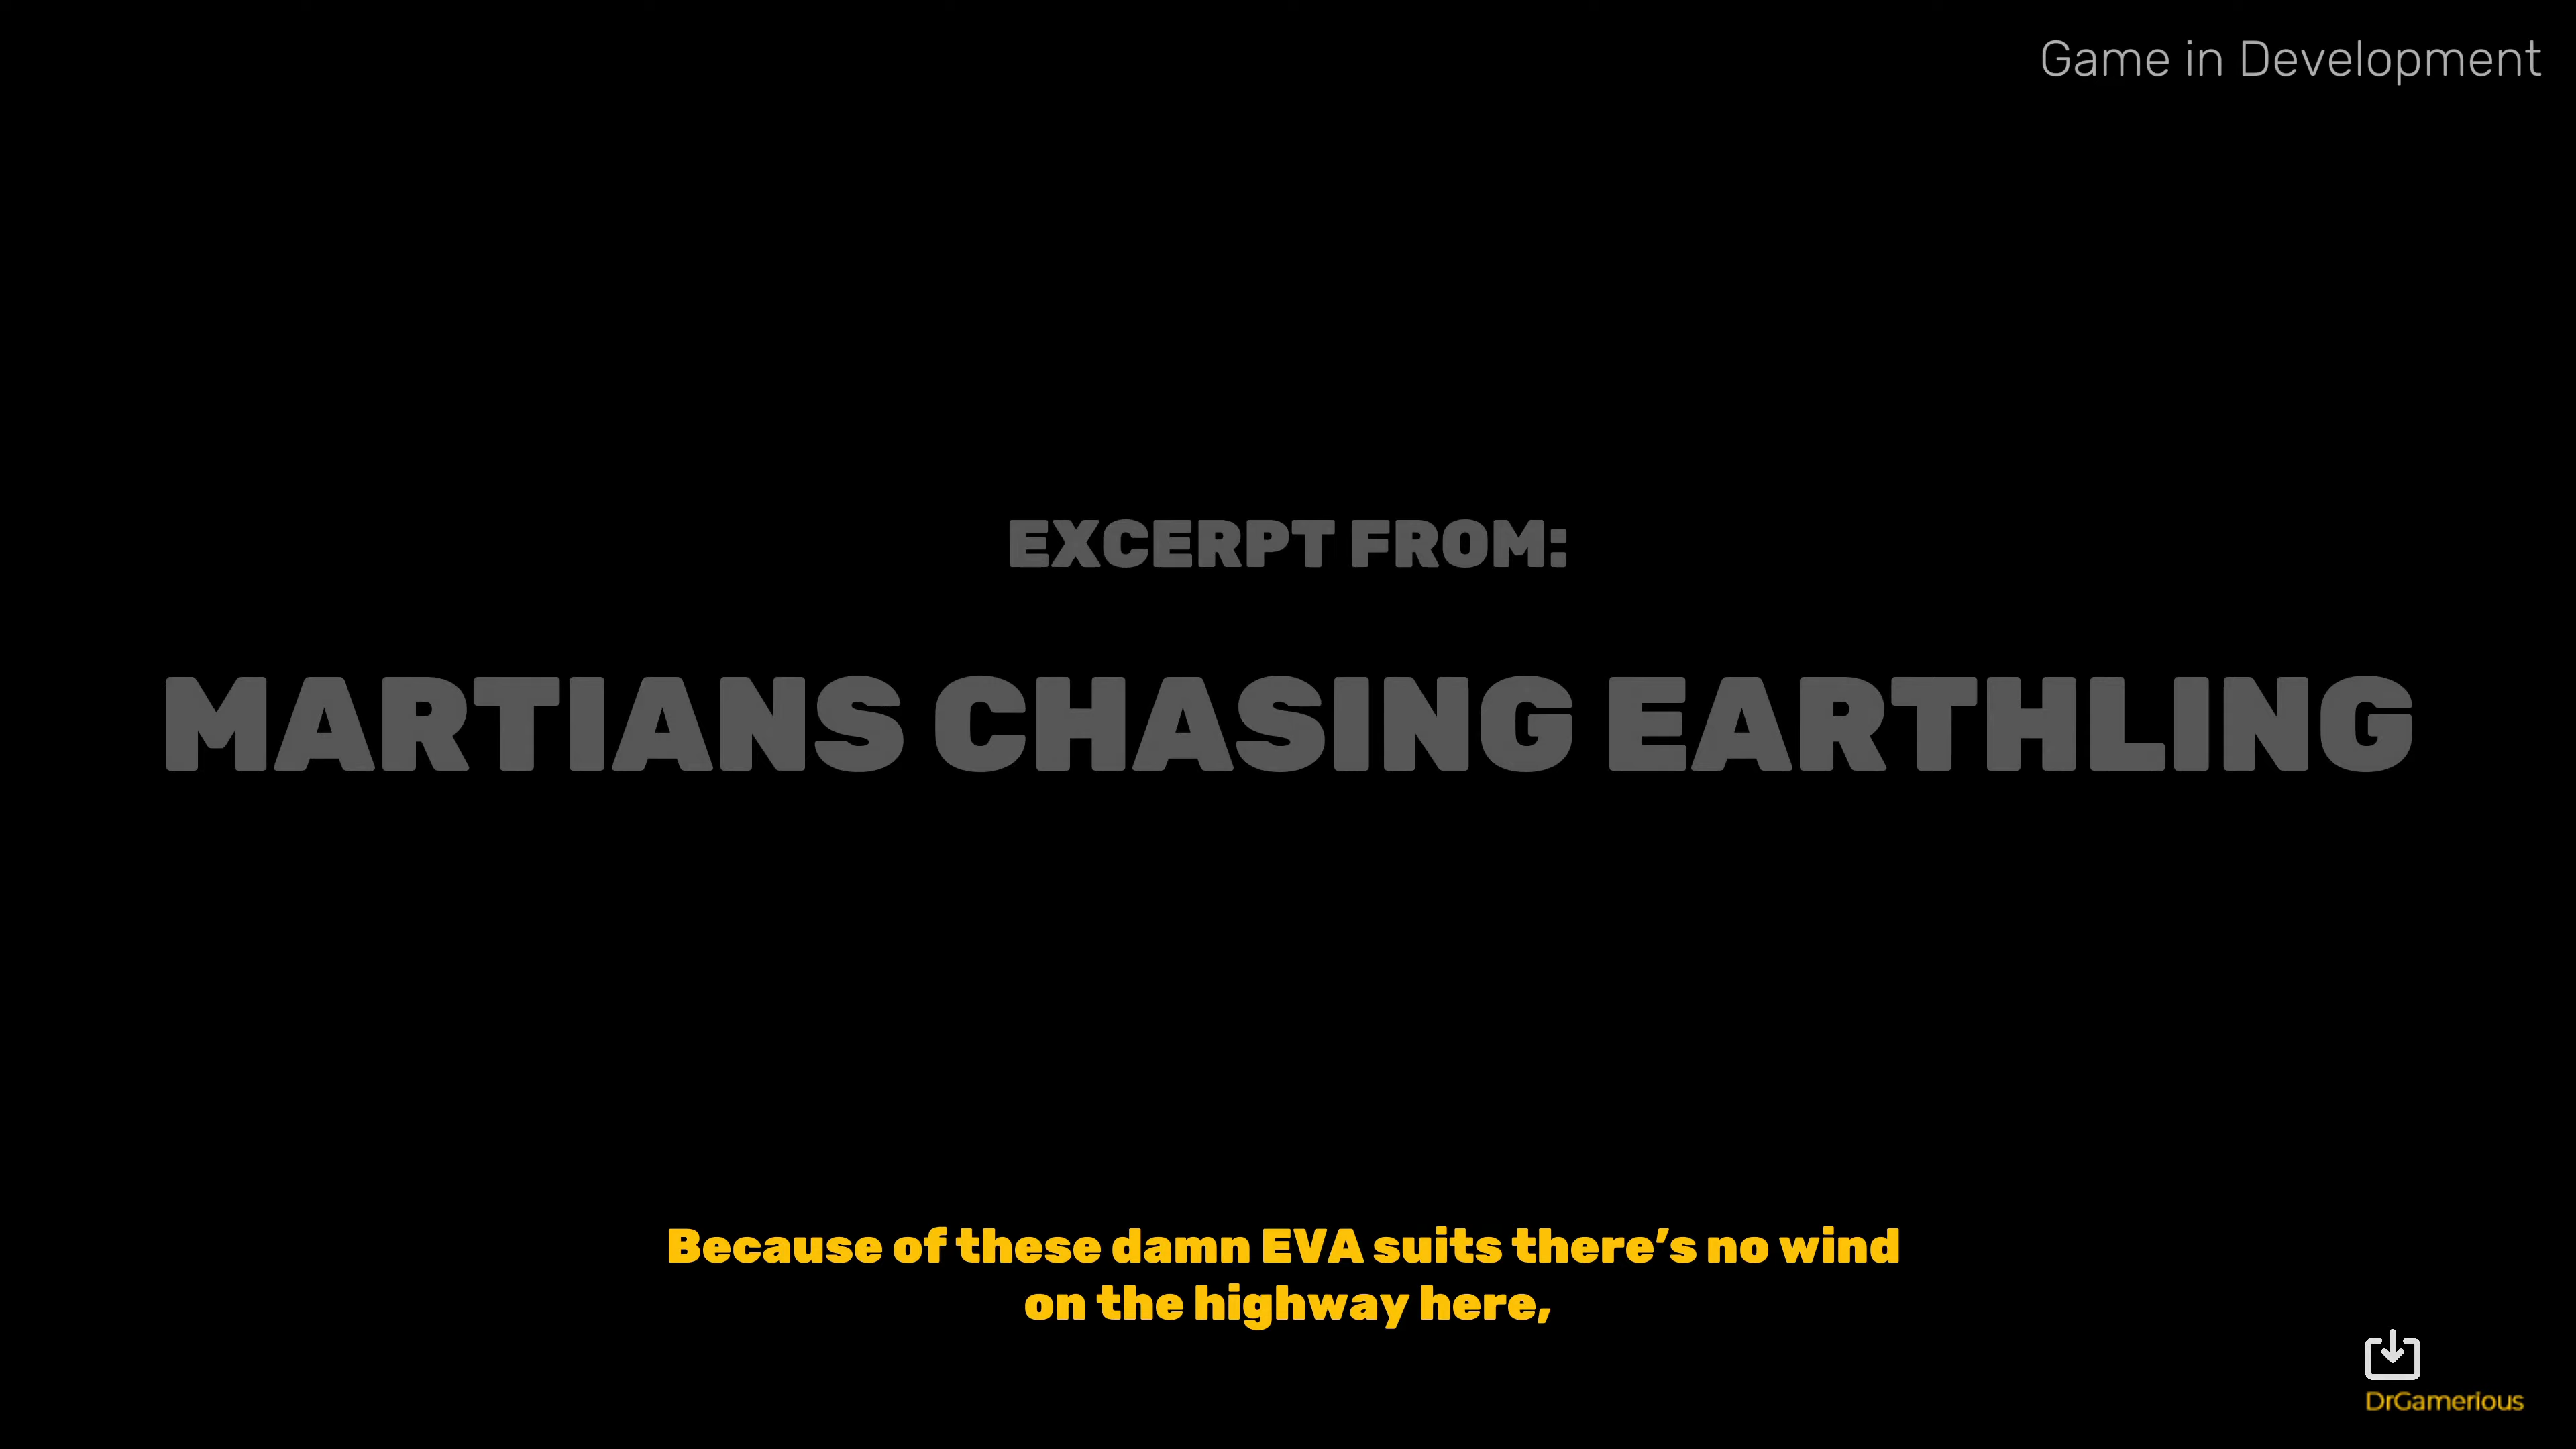 Game in Development
EXCERPT FROM:
MARTIANS CHASING EARTHLING
Because of these damn EVA suits there’s no wind
on the highway here,
DrGamerious